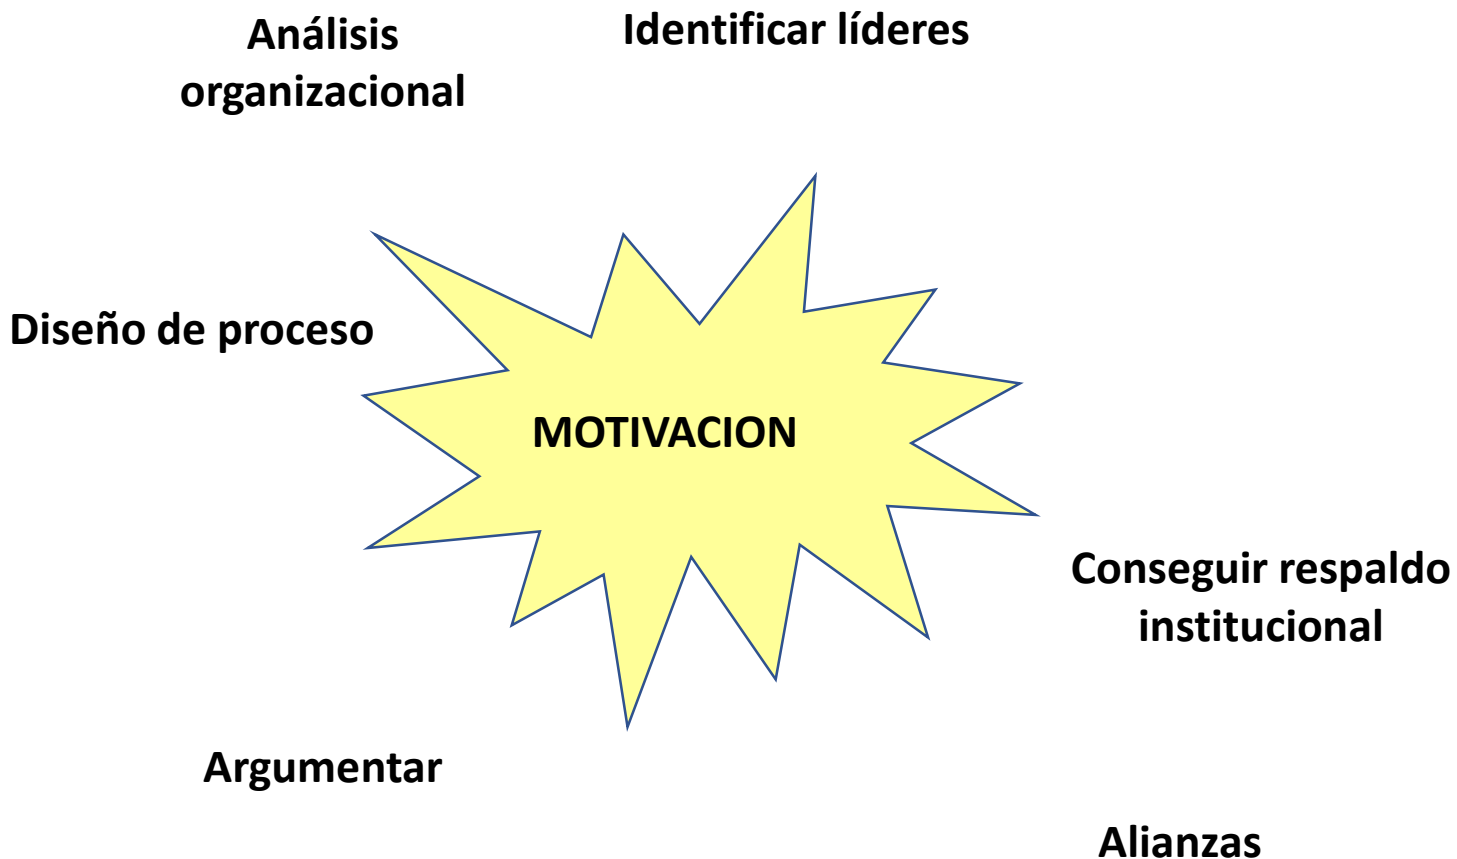 Análisis
organizacional
Identificar líderes
Diseño de proceso
MOTIVACION
Conseguir respaldo
institucional
Argumentar
Alianzas